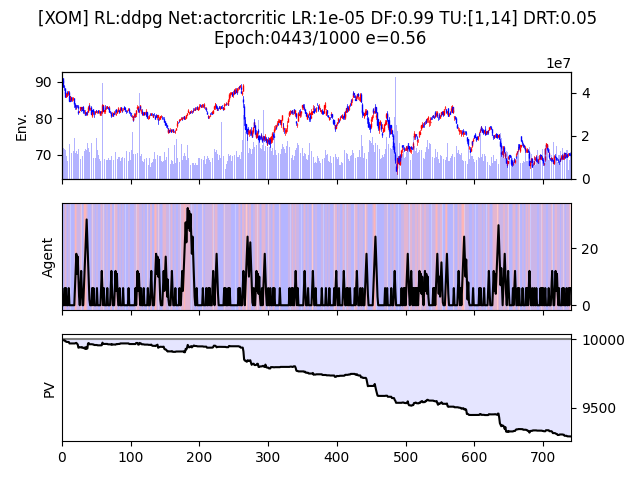 [XOM] RL:ddpg Net:actorcritic LR:1e-05 DF:0.99 TU:[1,14] DRT:0.05
Epoch:0443/1000 e=0.56
1e7
90
80
70
Env.
4
2
0
Agent
20
0
PV
10000
9500
0 100 200 300 400 500 600 700